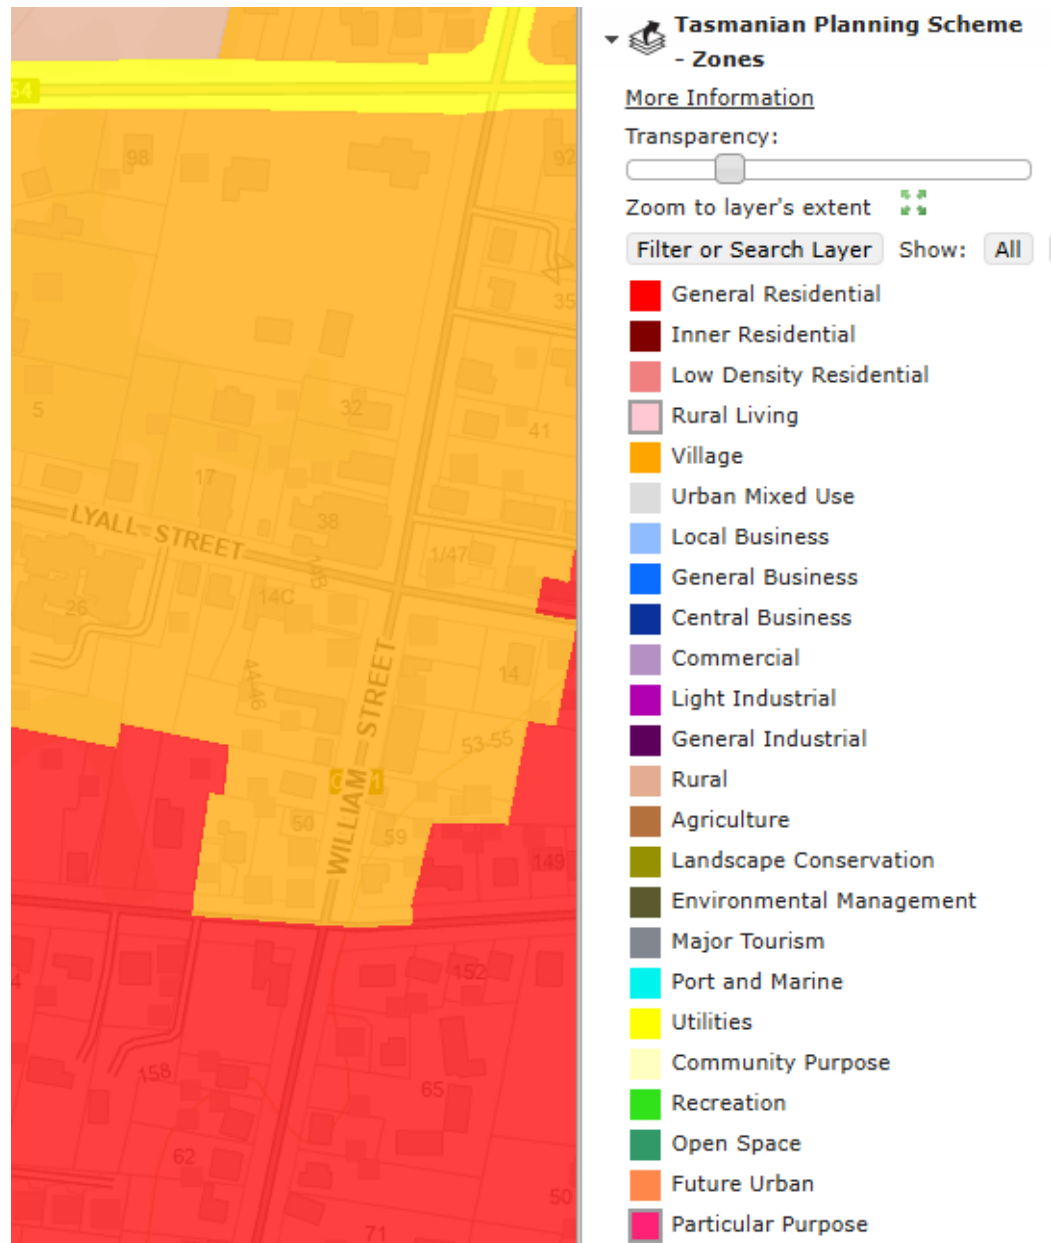 54
98
92
35
5
32
41
17
LYALL STREET
38
1/47
14C
26
44-46
14
53-55
WILLIAM STREET
50
59
149
152
158
65
62
50
71
Tasmanian Planning Scheme
- Zones
More Information
Transparency:
Zoom to layer's extent
Filter or Search Layer Show: All
General Residential
Inner Residential
Low Density Residential
Rural Living
Village
Urban Mixed Use
Local Business
General Business
Central Business
Commercial
Light Industrial
General Industrial
Rural
Agriculture
Landscape Conservation
Environmental Management
Major Tourism
Port and Marine
Utilities
Community Purpose
Recreation
Open Space
Future Urban
Particular Purpose